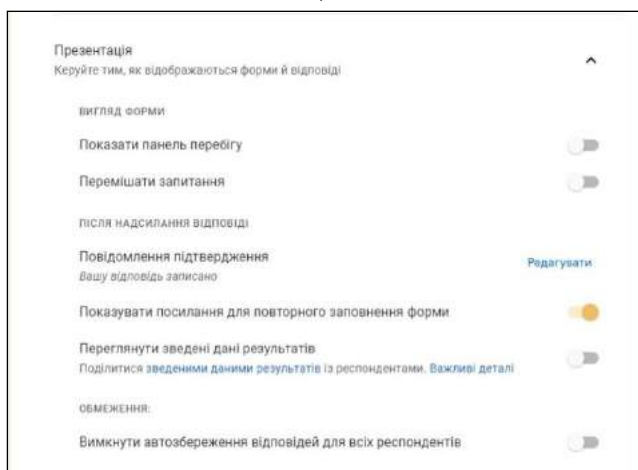 Презентація
Керуйте тим, як відображаються форми й відповіді
ВИГЛЯД ФОРМИ
Показати панель перебігу
Перемішати запитання
ПІСЛЯ НАДСИЛАННЯ ВІДПОВІДІ
Повідомлення підтвердження
Редагувати
Вашу відповідь записано
Показувати посилання для повторного заповнення форми
Переглянути зведені дані результатів
Поділитися зведеними даними результатів із респондентами. Важливі деталі
ОБМЕЖЕННЯ:
Вимкнути автозбереження відповідей для всіх респондентів